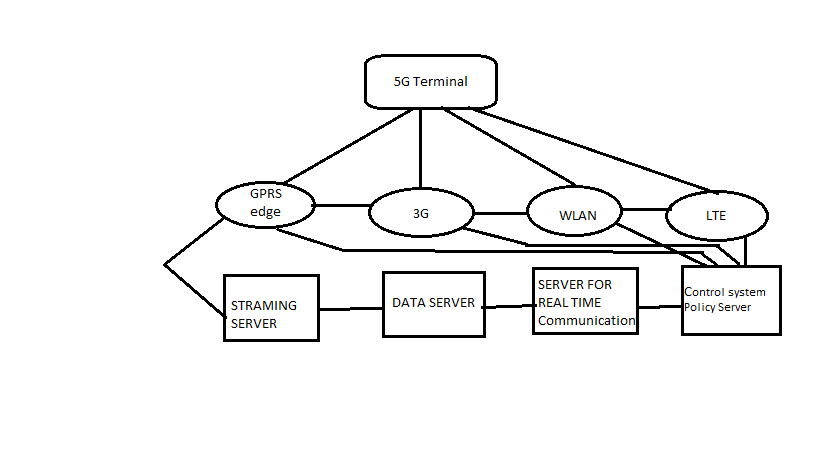 5G Terminal
GPRS
edge
3G
WLAN
LTE
STRAMING
SERVER
DATA SERVER
SERVER FOR
REAL TIME
Communication
Control system
Policy Server